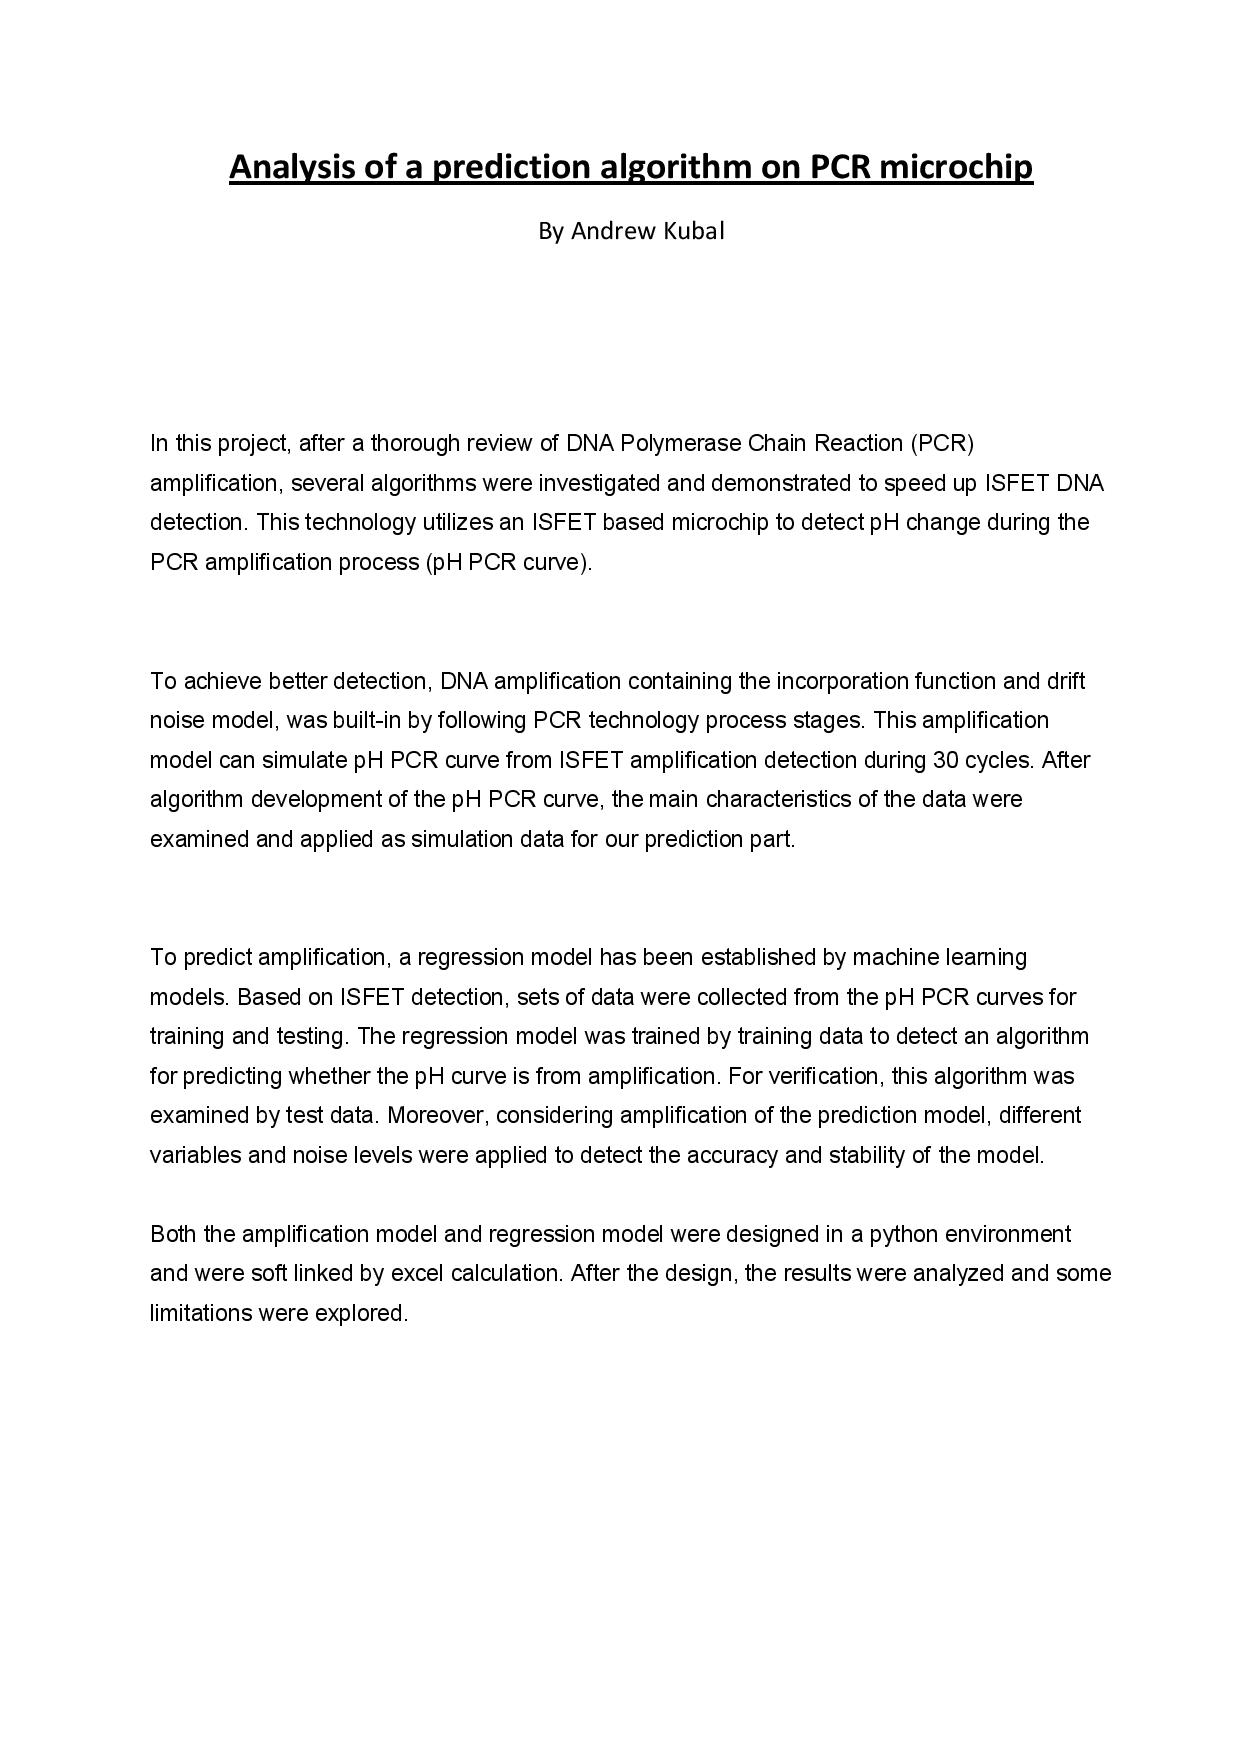 Analysis of a prediction algorithm on PCR microchip
By Andrew Kubal
In this project, after a thorough review of DNA Polymerase Chain Reaction (PCR)
amplification, several algorithms were investigated and demonstrated to speed up ISFET DNA
detection. This technology utilizes an ISFET based microchip to detect pH change during the
PCR amplification process (pH PCR curve).
To achieve better detection, DNA amplification containing the incorporation function and drift
noise model, was built-in by following PCR technology process stages. This amplification
model can simulate pH PCR curve from ISFET amplification detection during 30 cycles. After
algorithm development of the pH PCR curve, the main characteristics of the data were
examined and applied as simulation data for our prediction part.
To predict amplification, a regression model has been established by machine learning
models. Based on ISFET detection, sets of data were collected from the pH PCR curves for
training and testing. The regression model was trained by training data to detect an algorithm
for predicting whether the pH curve is from amplification. For verification, this algorithm was
examined by test data. Moreover, considering amplification of the prediction model, different
variables and noise levels were applied to detect the accuracy and stability of the model.
Both the amplification model and regression model were designed in a python environment
and were soft linked by excel calculation. After the design, the results were analyzed and some
limitations were explored.